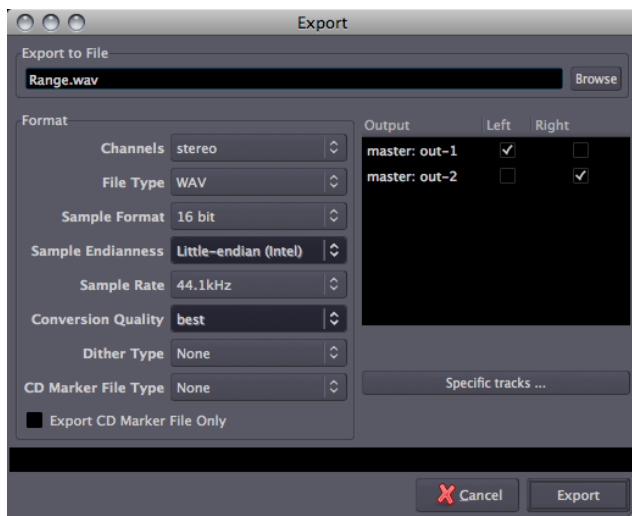 Export
Export to File
Range.wav
Browse
Format
Channels stereo
File Type WAV
Sample Format 16 bit
Sample Endianness Little-endian (Intel)
Sample Rate 44.1kHz
Conversion Quality best
Dither Type None
CD Marker File Type None
Export CD Marker File Only
Output Left Right
master: out-1
master: out-2
Specific tracks ...
Cancel
Export